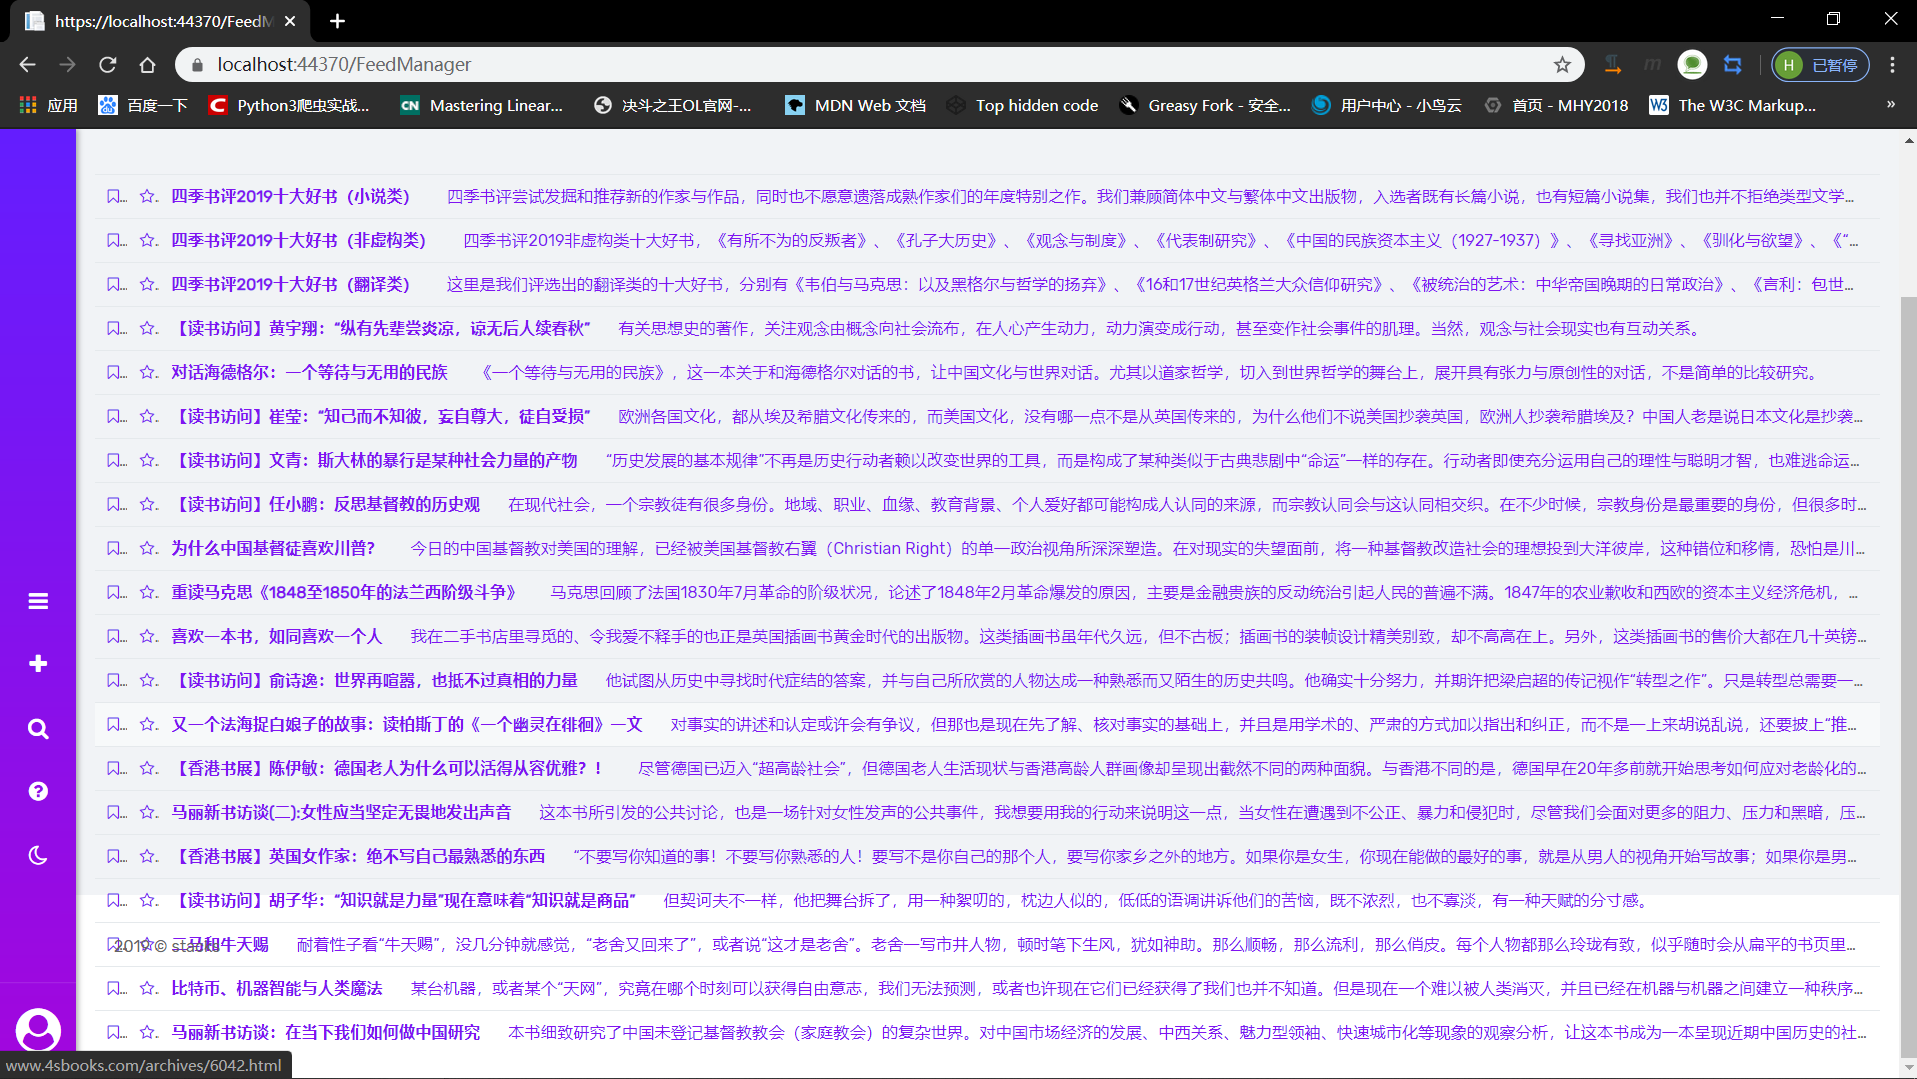 https://localhost:44370/FeedM
localhost:44370/FeedManager
H 已暂停
应用 百度一下 Python3爬虫实战... Mastering Linear... 决斗之王OL官网-... MDN Web 文档 Top hidden code Greasy Fork - 安全... 用户中心 - 小鸟云 首页 - MHY2018 The W3C Markup... »
四季书评2019十大好书（小说类） 四季书评尝试发掘和推荐新的作家与作品，同时也不愿意遗落成熟作家们的年度特别之作。我们兼顾简体中文与繁体中文出版物，入选者既有长篇小说，也有短篇小说集，我们也并不拒绝类型文学...
四季书评2019十大好书（非虚构类） 四季书评2019非虚构类十大好书，《有所不为的反叛者》、《孔子大历史》、《观念与制度》、《代表制研究》、《中国的民族资本主义（1927-1937）》、《寻找亚洲》、《驯化与欲望》、《“...
四季书评2019十大好书（翻译类） 这里是我们评选出的翻译类的十大好书，分别有《韦伯与马克思：以及黑格尔与哲学的扬弃》、《16和17世纪英格兰大众信仰研究》、《被统治的艺术：中华帝国晚期的日常政治》、《言利：包世...
【读书访问】黄宇翔：“纵有先辈尝炎凉，谅无后人续春秋” 有关思想史的著作，关注观念由概念向社会流布，在人心产生动力，动力演变成行动，甚至变作社会事件的肌理。当然，观念与社会现实也有互动关系。
对话海德格尔：一个等待与无用的民族 《一个等待与无用的民族》，这一本关于和海德格尔对话的书，让中国文化与世界对话。尤其以道家哲学，切入到世界哲学的舞台上，展开具有张力与原创性的对话，不是简单的比较研究。
【读书访问】崔莹：“知己而不知彼，妄自尊大，徒自受损” 欧洲各国文化，都从埃及希腊文化传来的，而美国文化，没有哪一点不是从英国传来的，为什么他们不说美国抄袭英国，欧洲人抄袭希腊埃及？中国人老是说日本文化是抄袭...
【读书访问】文青：斯大林的暴行是某种社会力量的产物 “历史发展的基本规律”不再是历史行动者赖以改变世界的工具，而是构成了某种类似于古典悲剧中“命运”一样的存在。行动者即使充分运用自己的理性与聪明才智，也难逃命运...
【读书访问】任小鹏：反思基督教的历史观 在现代社会，一个宗教徒有很多身份。地域、职业、血缘、教育背景、个人爱好都可能构成人认同的来源，而宗教认同会与这认同相交织。在不少时候，宗教身份是最重要的身份，但很多时...
为什么中国基督徒喜欢川普？ 今日的中国基督教对美国的理解，已经被美国基督教右翼（Christian Right）的单一政治视角所深深塑造。在对现实的失望面前，将一种基督教改造社会的理想投到大洋彼岸，这种错位和移情，恐怕是川...
重读马克思《1848至1850年的法兰西阶级斗争》 马克思回顾了法国1830年7月革命的阶级状况，论述了1848年2月革命爆发的原因，主要是金融贵族的反动统治引起人民的普遍不满。1847年的农业歉收和西欧的资本主义经济危机，...
喜欢一本书，如同喜欢一个人 我在二手书店里寻觅的、令我爱不释手的也正是英国插画书黄金时代的出版物。这类插画书虽年代久远，但不古板；插画书的装帧设计精美别致，却不高高在上。另外，这类插画书的售价大都在几十英镑...
【读书访问】俞诗逸：世界再喧嚣，也抵不过真相的力量 他试图从历史中寻找时代症结的答案，并与自己所欣赏的人物达成一种熟悉而又陌生的历史共鸣。他确实十分努力，并期许把梁启超的传记视作“转型之作”。只是转型总需要一...
又一个法海捉白娘子的故事：读柏斯丁的《一个幽灵在徘徊》一文 对事实的讲述和认定或许会有争议，但那也是现在先了解、核对事实的基础上，并且是用学术的、严肃的方式加以指出和纠正，而不是一上来胡说乱说，还要披上“推...
【香港书展】陈伊敏：德国老人为什么可以活得从容优雅？！ 尽管德国已迈入“超高龄社会”，但德国老人生活现状与香港高龄人群画像却呈现出截然不同的两种面貌。与香港不同的是，德国早在20年多前就开始思考如何应对老龄化的...
马丽新书访谈(二):女性应当坚定无畏地发出声音 这本书所引发的公共讨论，也是一场针对女性发声的公共事件，我想要用我的行动来说明这一点，当女性在遭遇到不公正、暴力和侵犯时，尽管我们会面对更多的阻力、压力和黑暗，压...
【香港书展】英国女作家：绝不写自己最熟悉的东西 “不要写你知道的事！不要写你熟悉的人！要写不是你自己的那个人，要写你家乡之外的地方。如果你是女生，你现在能做的最好的事，就是从男人的视角开始写故事；如果你是男...
【读书访问】胡子华：“知识就是力量”现在意味着“知识就是商品” 但契诃夫不一样，他把舞台拆了，用一种絮叨的，枕边人似的，低低的语调讲诉他们的苦恼，既不浓烈，也不寡淡，有一种天赋的分寸感。
二马和牛天赐 耐着性子看“牛天赐”，没几分钟就感觉，“老舍又回来了”，或者说“这才是老舍”。老舍一写市井人物，顿时笔下生风，犹如神助。那么顺畅，那么流利，那么俏皮。每个人物都那么玲珑有致，似乎随时会从扁平的书页里...
2019 ©
比特币、机器智能与人类魔法 某台机器，或者某个“天网”，究竟在哪个时刻可以获得自由意志，我们无法预测，或者也许现在它们已经获得了我们也并不知道。但是现在一个难以被人类消灭，并且已经在机器与机器之间建立一种秩序...
马丽新书访谈：在当下我们如何做中国研究 本书细致研究了中国未登记基督教教会（家庭教会）的复杂世界。对中国市场经济的发展、中西关系、魅力型领袖、快速城市化等现象的观察分析，让这本书成为一本呈现近期中国历史的社...
www.4sbooks.com/archives/6042.html